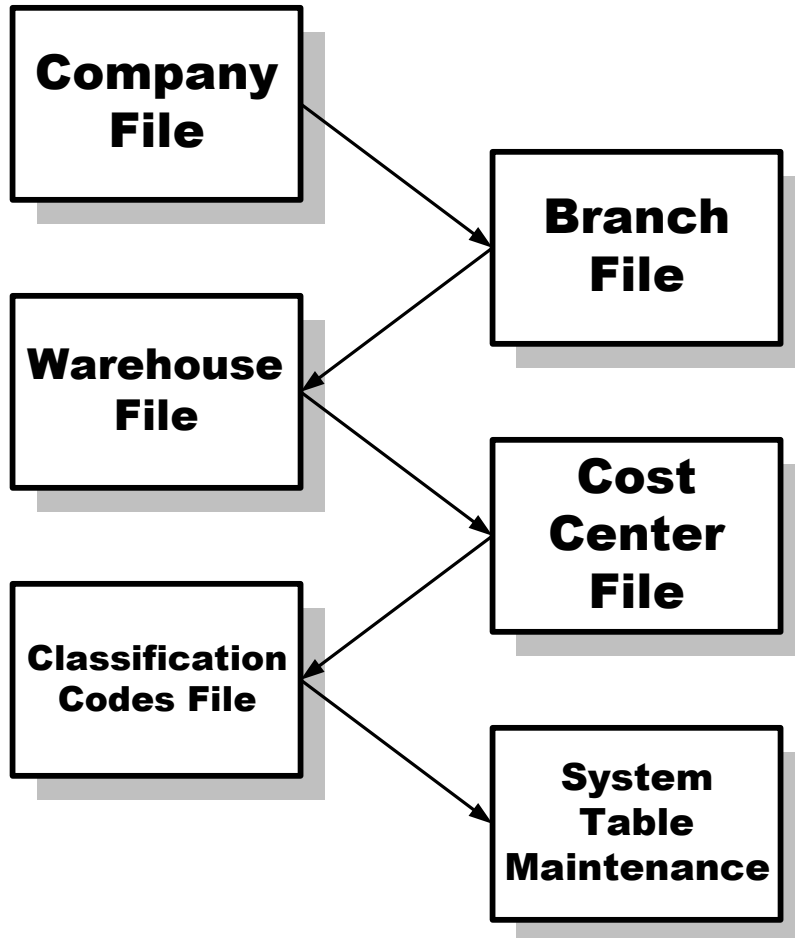 Company
File
Branch
File
Warehouse
File
Cost
Center
File
Classification
Codes File
System
Table
Maintenance